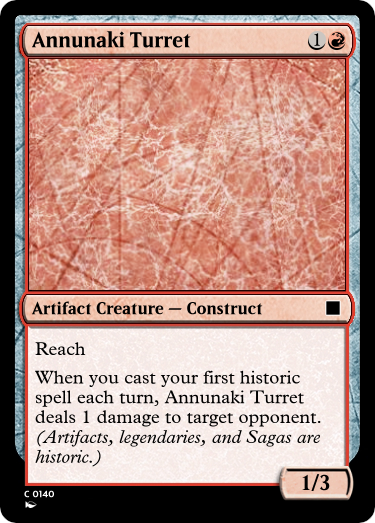 Annunaki Turret 1
Artifact Creature — Construct
Reach
When you cast your first historic
spell each turn, Annunaki Turret
deals 1 damage to target opponent.
(Artifacts, legendaries, and Sagas are
historic.)
1/3
C 0140